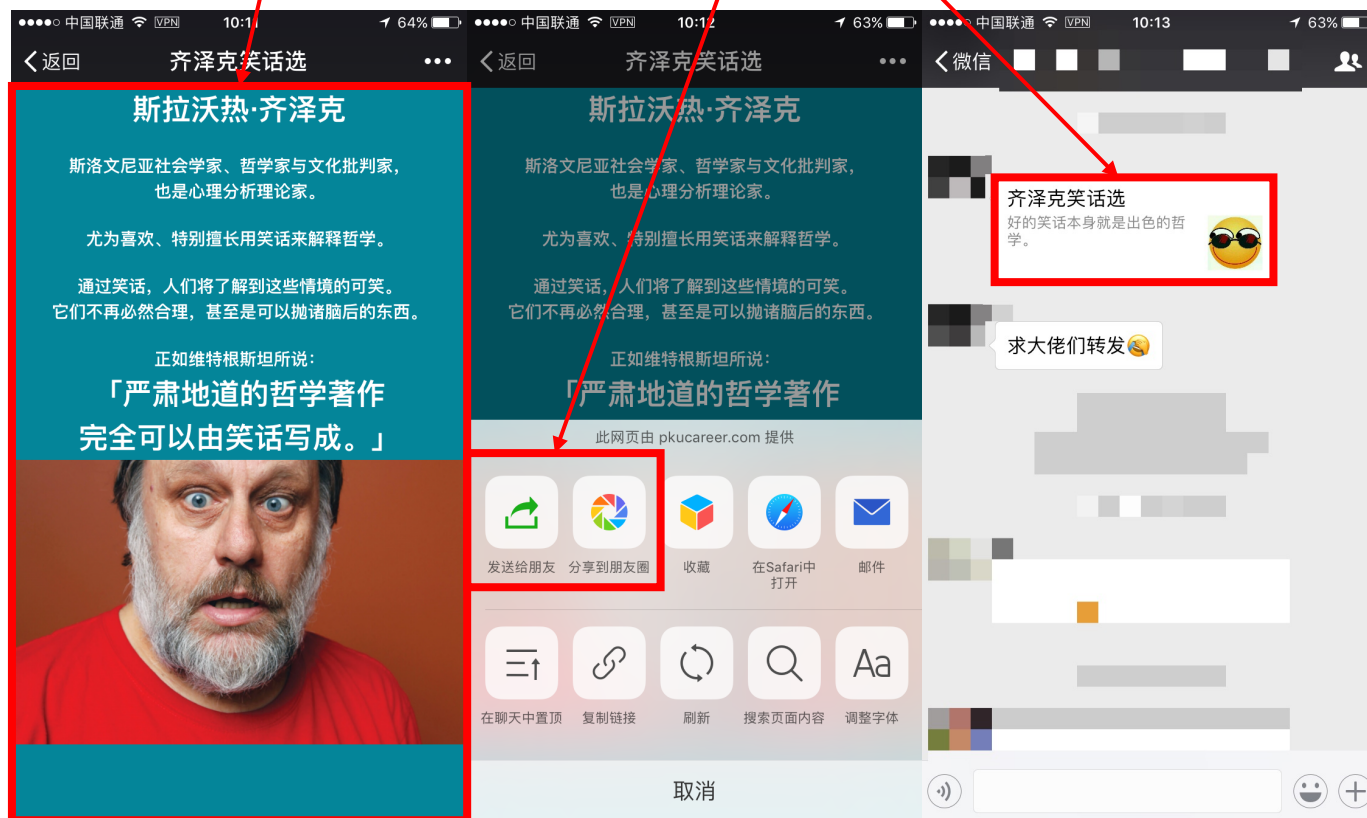 中国联通 VPN 10:11 64%
返回 齐泽克笑话选
斯拉沃热·齐泽克
斯洛文尼亚社会学家、哲学家与文化批判家，
也是心理分析理论家。
尤为喜欢、特别擅长用笑话来解释哲学。
通过笑话，人们将了解到这些情境的可笑。
它们不再必然合理，甚至是可以抛诸脑后的东西。
正如维特根斯坦所说：
「严肃地道的哲学著作
完全可以由笑话写成。」
中国联通 VPN 10:12 63%
返回 齐泽克笑话选
斯拉沃热·齐泽克
斯洛文尼亚社会学家、哲学家与文化批判家，
也是心理分析理论家。
尤为喜欢、特别擅长用笑话来解释哲学。
通过笑话，人们将了解到这些情境的可笑。
它们不再必然合理，甚至是可以抛诸脑后的东西。
正如维特根斯坦所说：
「严肃地道的哲学著作
此网页由 pkucareer.com 提供
发送给朋友 分享到朋友圈 收藏 在Safari中 邮件
打开
Aa
在聊天中置顶 复制链接 刷新 搜索页面内容 调整字体
取消
中国联通 VPN 10:13 63%
微信
齐泽克笑话选
好的笑话本身就是出色的哲
学。
求大佬们转发